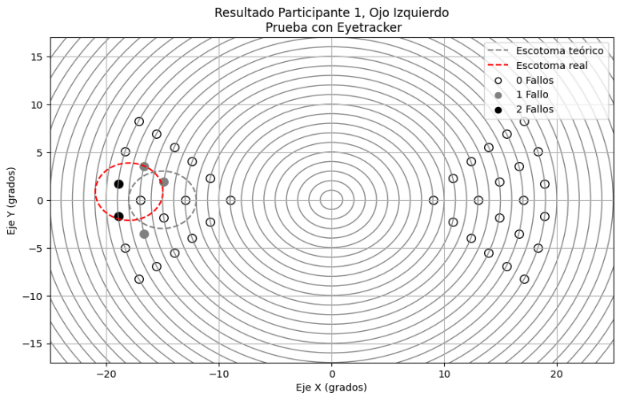 Resultado Participante 1, Ojo Izquierdo
Prueba con Eyetracker
Escotoma teórico
Escotoma real
0 Fallos
1 Fallo
2 Fallos
Eje Y (grados)
15
10
5
0
−5
−10
−15
−20
−10
0
10
20
Eje X (grados)